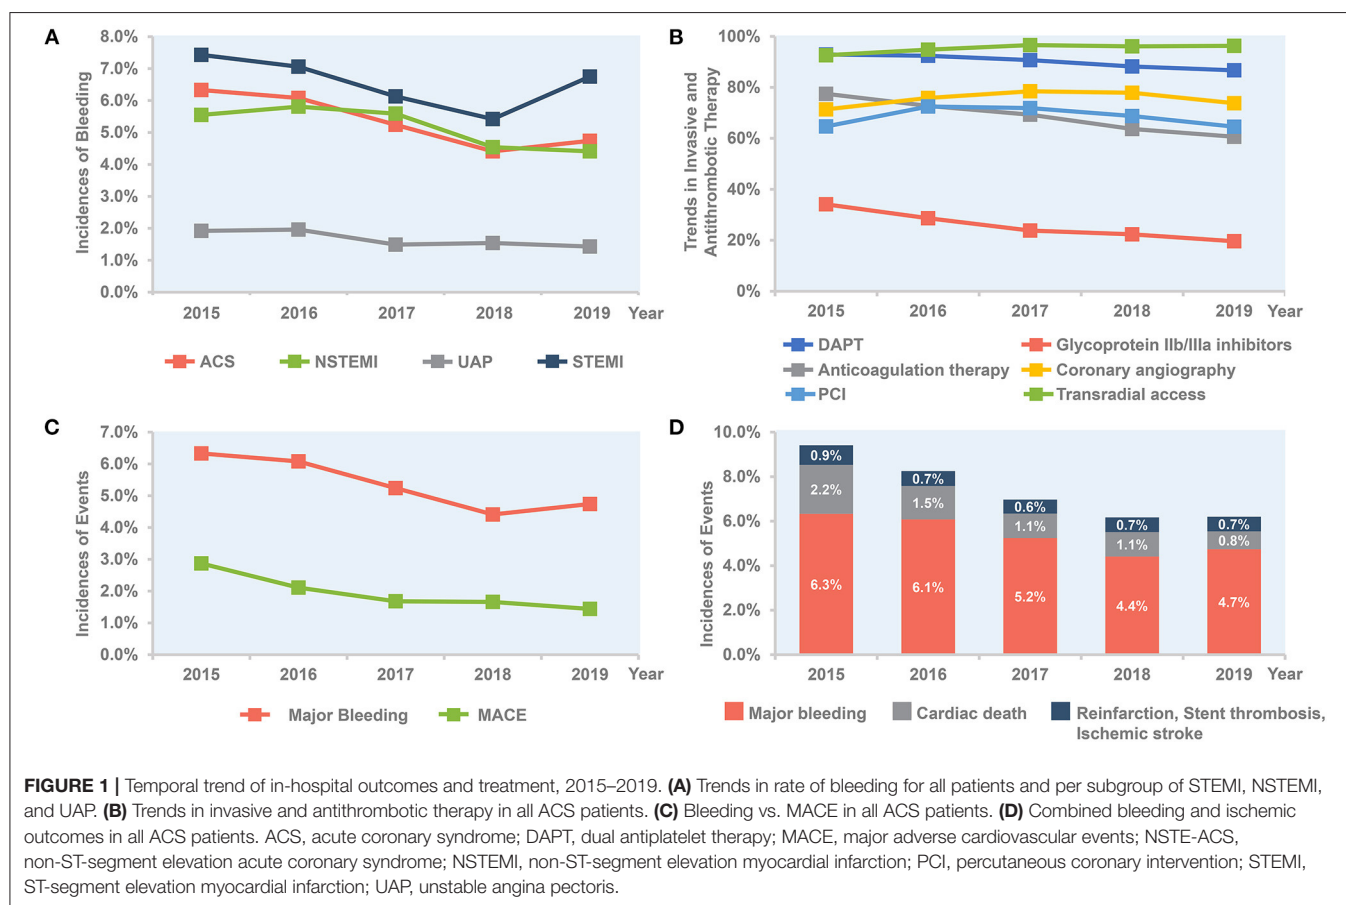 A
8.0%
7.0%
6.0%
5.0%
4.0%
3.0%
2.0%
1.0%
0.0%
Incidences of Bleeding
2015 2016 2017 2018 2019 Year
ACS NSTEMI UAP STEMI
B
100%
80%
60%
40%
20%
0%
Trends in Invasive and
Antithrombotic Therapy
2015 2016 2017 2018 2019 Year
DAPT Glycoprotein IIb/IIIa inhibitors
Anticoagulation therapy Coronary angiography
PCI Transradial access
C
7.0%
6.0%
5.0%
4.0%
3.0%
2.0%
1.0%
0.0%
Incidences of Events
2015 2016 2017 2018 2019 Year
Major Bleeding MACE
D
10.0%
8.0%
6.0%
4.0%
2.0%
0.0%
Incidences of Events
0.9% 0.7% 0.6% 0.7% 0.7%
2.2% 1.5% 1.1% 1.1% 0.8%
6.3% 6.1% 5.2% 4.4% 4.7%
2015 2016 2017 2018 2019 Year
Major bleeding Cardiac death Reinfarction, Stent thrombosis,
Ischemic stroke
FIGURE 1 | Temporal trend of in-hospital outcomes and treatment, 2015–2019. (A) Trends in rate of bleeding for all patients and per subgroup of STEMI, NSTEMI,
and UAP. (B) Trends in invasive and antithrombotic therapy in all ACS patients. (C) Bleeding vs. MACE in all ACS patients. (D) Combined bleeding and ischemic
outcomes in all ACS patients. ACS, acute coronary syndrome; DAPT, dual antiplatelet therapy; MACE, major adverse cardiovascular events; NSTE-ACS,
non-ST-segment elevation acute coronary syndrome; NSTEMI, non-ST-segment elevation myocardial infarction; PCI, percutaneous coronary intervention; STEMI,
ST-segment elevation myocardial infarction; UAP, unstable angina pectoris.